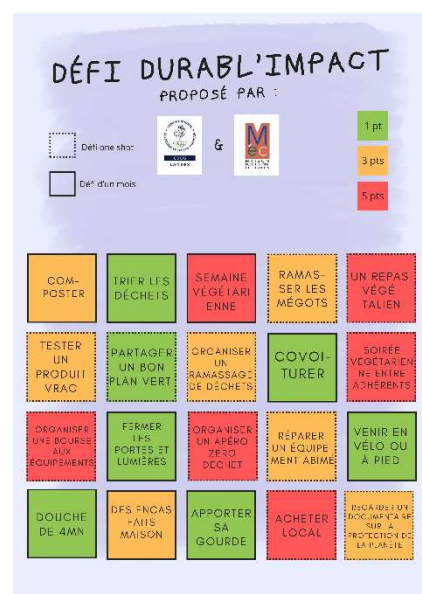 DÉFI DURABL'IMPACT
PROPOSÉ PAR :
1 pt
Défi one shot
&
CDOS
LANDES
Mec
3 pts
Défi d'un mois
5 pts
COM-
POSTER
TRIER LES
DÉCHETS
SEMAINE
VÉGÉTARI
ENNE
RAMAS-
SER LES
MÉGOTS
UN REPAS
VÉGÉ
TALIEN
TESTER
UN
PRODUIT
VRAC
PARTAGER
UN BON
PLAN VERT
ORGANISER
UN
RAMASSAGE
DE DÉCHETS
COVOI-
TURER
SOIRÉE
VÉGÉTARIEN
NE ENTRE
ADHÉRENTS
ORGANISER
UNE BOURSE
AUX
ÉQUIPEMENTS
FERMER
LES
PORTES ET
LUMIÈRES
ORGANISER
UN APÉRO
ZERO
DECHET
RÉPARER
UN ÉQUIPE
MENT ABIMÉ
VENIR EN
VÉLO OU
À PIED
DOUCHE
DE 4MN
DES ENCAS
FAITS
MAISON
APPORTER
SA
GOURDE
ACHETER
LOCAL
REGARDER UN
DOCUMENTAIRE
SUR LA
PROTECTION DE
LA PLANÈTE